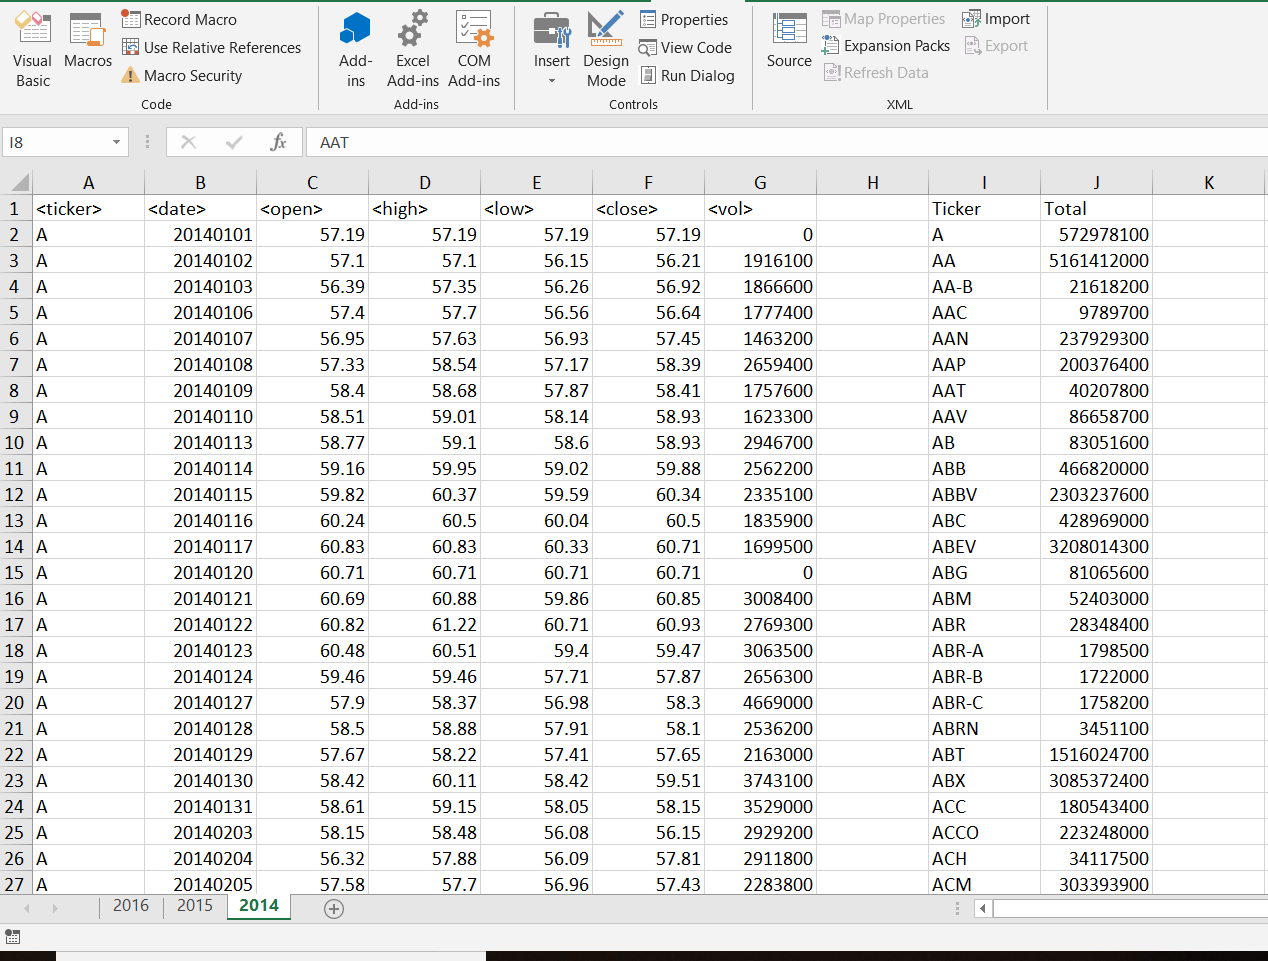 Visual Basic
Macros
Record Macro
Use Relative References
Macro Security
Code
Add-ins
Excel Add-ins
COM Add-ins
Add-ins
Insert
Design Mode
Properties
View Code
Run Dialog
Controls
Source
Map Properties
Expansion Packs
Refresh Data
Import
Export
XML
I8 fx AAT
A B C D E F G H I J K
1 <ticker> <date> <open> <high> <low> <close> <vol> Ticker Total
2 A 20140101 57.19 57.19 57.19 57.19 0 A 572978100
3 A 20140102 57.1 57.1 56.15 56.21 1916100 AA 5161412000
4 A 20140103 56.39 57.35 56.26 56.92 1866600 AA-B 21618200
5 A 20140106 57.4 57.7 56.56 56.64 1777400 AAC 9789700
6 A 20140107 56.95 57.63 56.93 57.45 1463200 AAN 237929300
7 A 20140108 57.33 58.54 57.17 58.39 2659400 AAP 200376400
8 A 20140109 58.4 58.68 57.87 58.41 1757600 AAT 40207800
9 A 20140110 58.51 59.01 58.14 58.93 1623300 AAV 86658700
10 A 20140113 58.77 59.1 58.6 58.93 2946700 AB 83051600
11 A 20140114 59.16 59.95 59.02 59.88 2562200 ABB 466820000
12 A 20140115 59.82 60.37 59.59 60.34 2335100 ABBV 2303237600
13 A 20140116 60.24 60.5 60.04 60.5 1835900 ABC 428969000
14 A 20140117 60.83 60.83 60.33 60.71 1699500 ABEV 3208014300
15 A 20140120 60.71 60.71 60.71 60.71 0 ABG 81065600
16 A 20140121 60.69 60.88 59.86 60.85 3008400 ABM 52403000
17 A 20140122 60.82 61.22 60.71 60.93 2769300 ABR 28348400
18 A 20140123 60.48 60.51 59.4 59.47 3063500 ABR-A 1798500
19 A 20140124 59.46 59.46 57.71 57.87 2656300 ABR-B 1722000
20 A 20140127 57.9 58.37 56.98 58.3 4669000 ABR-C 1758200
21 A 20140128 58.5 58.88 57.91 58.1 2536200 ABRN 3451100
22 A 20140129 57.67 58.22 57.41 57.65 2163000 ABT 1516024700
23 A 20140130 58.42 60.11 58.42 59.51 3743100 ABX 3085372400
24 A 20140131 58.61 59.15 58.05 58.15 3529000 ACC 180543400
25 A 20140203 58.15 58.48 56.08 56.15 2929200 ACCO 223248000
26 A 20140204 56.32 57.88 56.09 57.81 2911800 ACH 34117500
27 A 20140205 57.58 57.7 56.96 57.43 2283800 ACM 303393900
2016 2015 2014